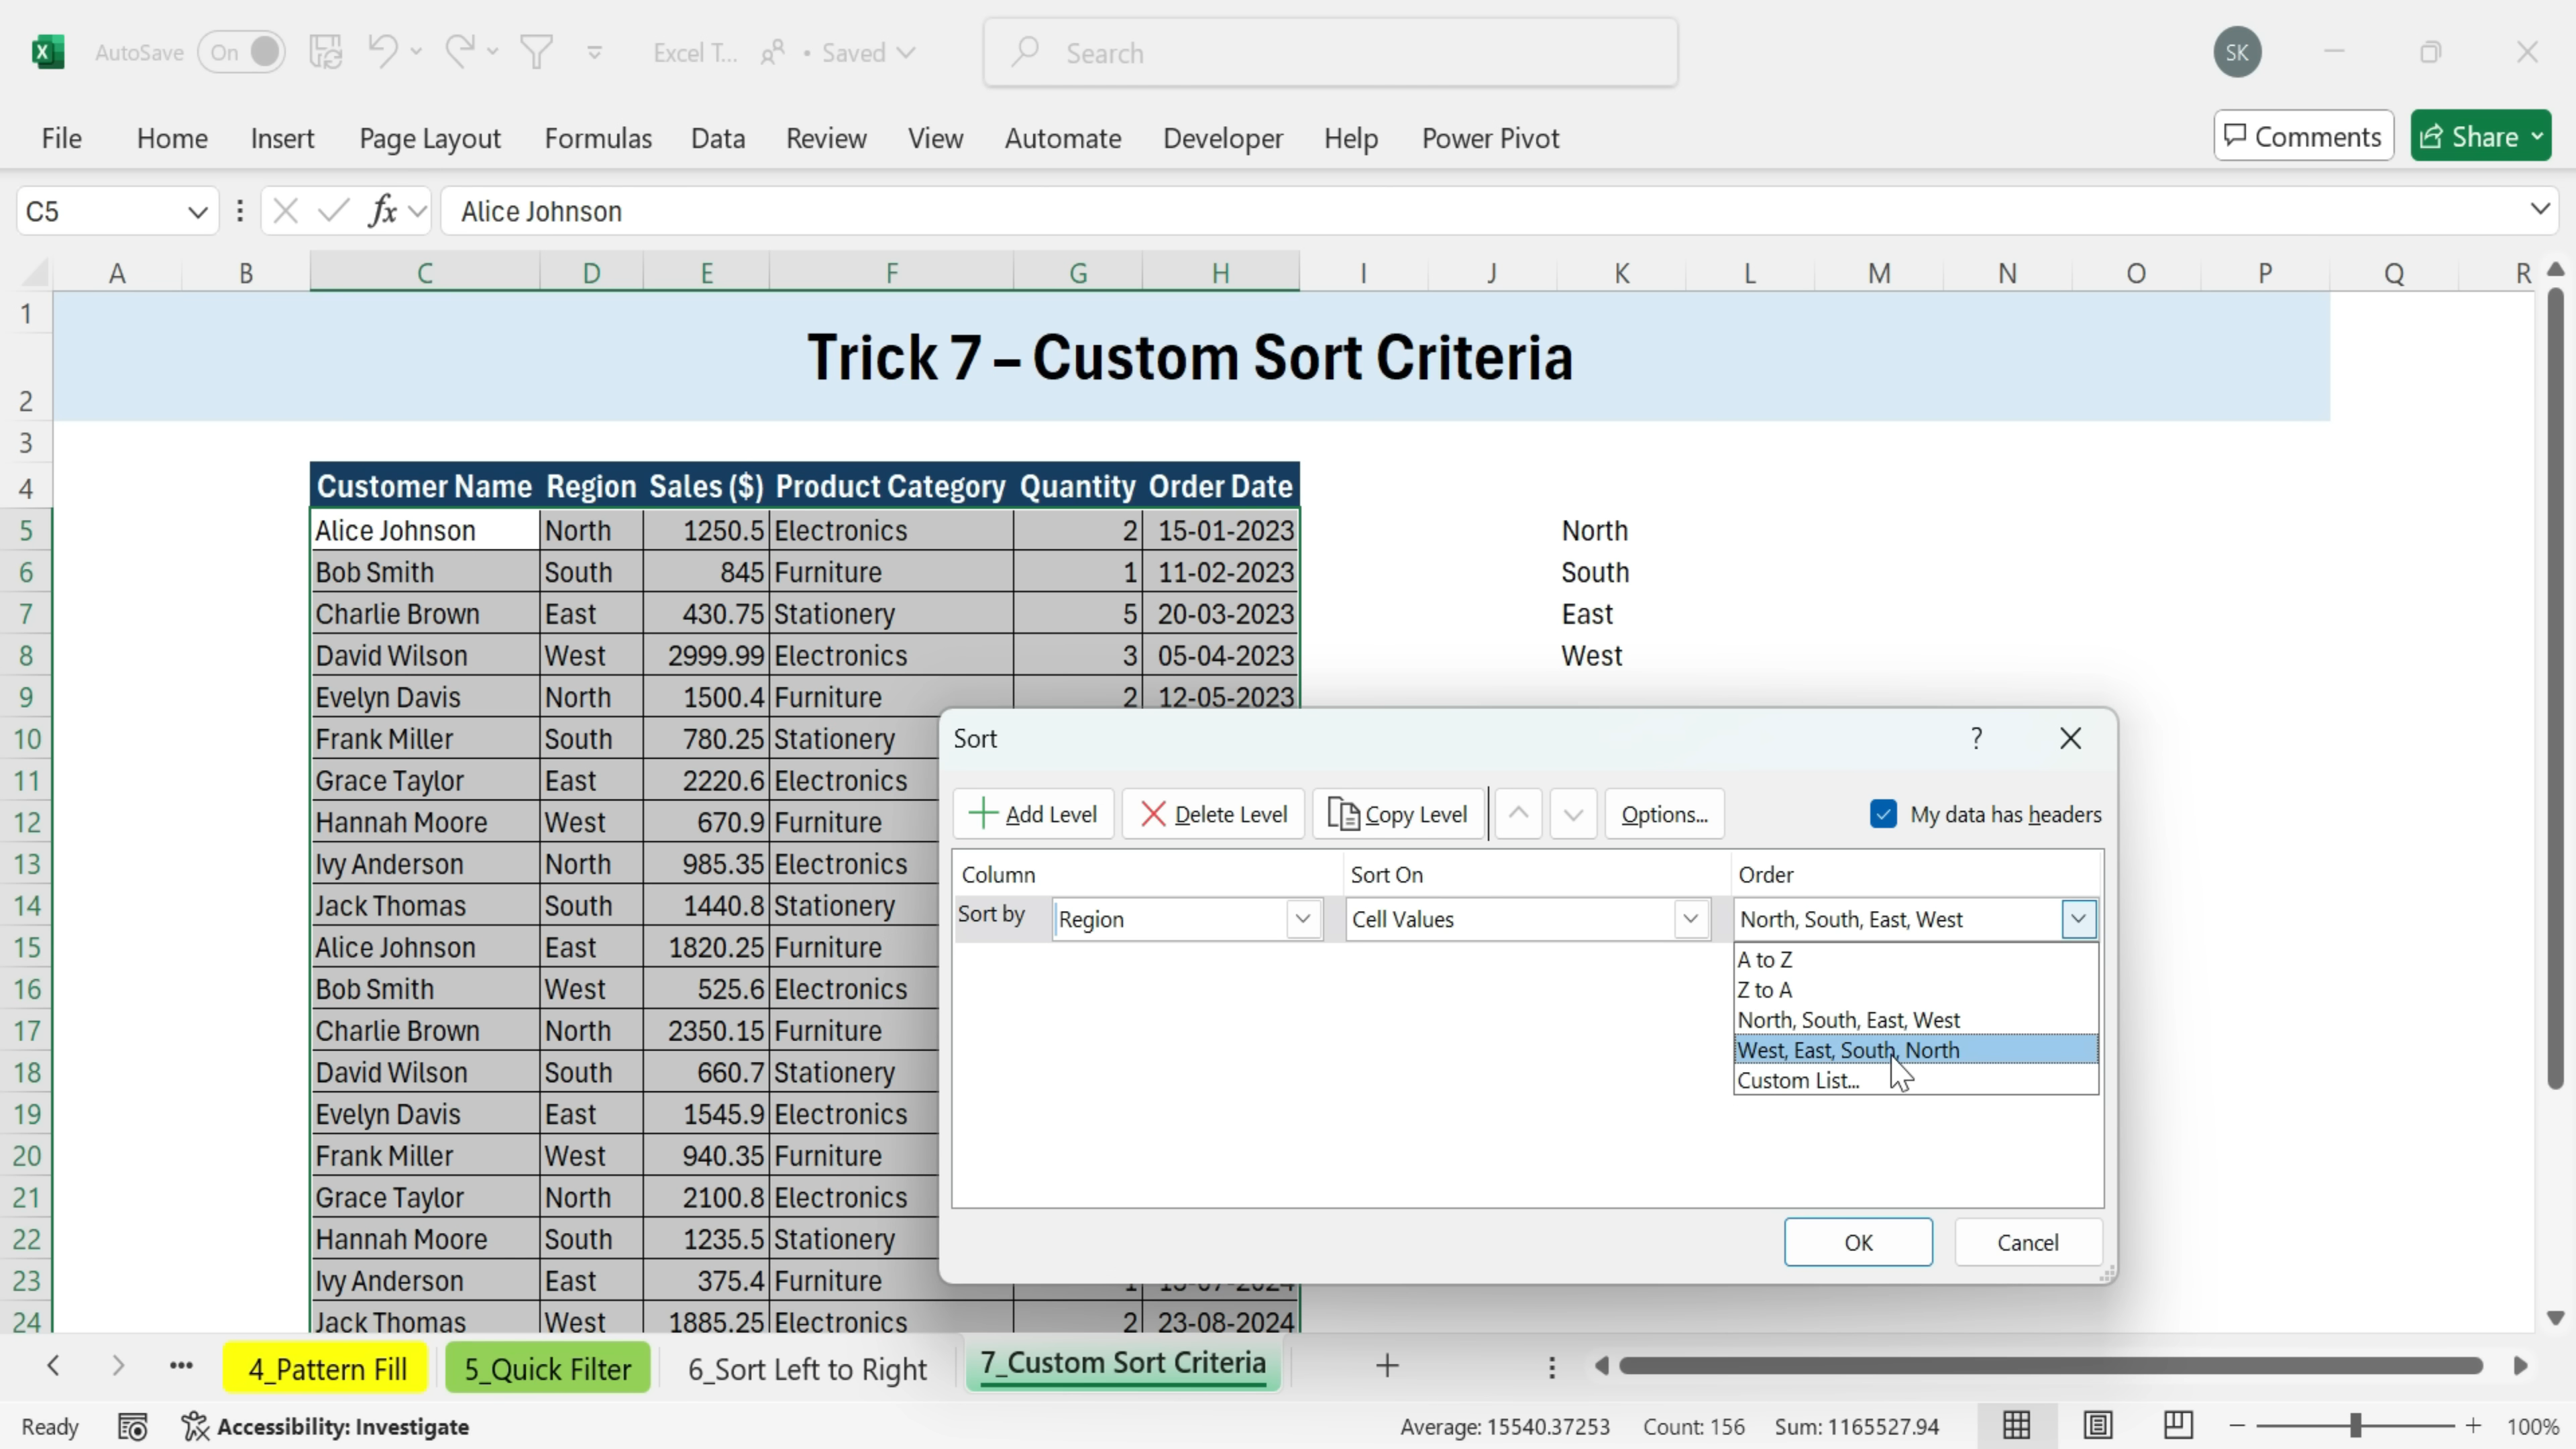 AutoSave On Excel T... • Saved Search SK
File Home Insert Page Layout Formulas Data Review View Automate Developer Help Power Pivot Comments Share
C5 fx Alice Johnson
A B C D E F G H I J K L M N O P Q R
1
Trick 7 – Custom Sort Criteria
2
3
4 Customer Name Region Sales ($) Product Category Quantity Order Date
5 Alice Johnson North 1250.5 Electronics 2 15-01-2023 North
6 Bob Smith South 845 Furniture 1 11-02-2023 South
7 Charlie Brown East 430.75 Stationery 5 20-03-2023 East
8 David Wilson West 2999.99 Electronics 3 05-04-2023 West
9 Evelyn Davis North 1500.4 Furniture 2 12-05-2023
10 Frank Miller South 780.25 Stationery
11 Grace Taylor East 2220.6 Electronics
12 Hannah Moore West 670.9 Furniture
13 Ivy Anderson North 985.35 Electronics
14 Jack Thomas South 1440.8 Stationery
15 Alice Johnson East 1820.25 Furniture
16 Bob Smith West 525.6 Electronics
17 Charlie Brown North 2350.15 Furniture
18 David Wilson South 660.7 Stationery
19 Evelyn Davis East 1545.9 Electronics
20 Frank Miller West 940.35 Furniture
21 Grace Taylor North 2100.8 Electronics
22 Hannah Moore South 1235.5 Stationery
23 Ivy Anderson East 375.4 Furniture
24 Jack Thomas West 1885.25 Electronics 2 23-08-2024
Sort ?
Add Level Delete Level Copy Level Options... My data has headers
Column Sort On Order
Sort by Region Cell Values North, South, East, West
A to Z
Z to A
North, South, East, West
West, East, South, North
Custom List...
OK Cancel
4_Pattern Fill 5_Quick Filter 6_Sort Left to Right 7_Custom Sort Criteria
Ready Accessibility: Investigate Average: 15540.37253 Count: 156 Sum: 1165527.94 100%